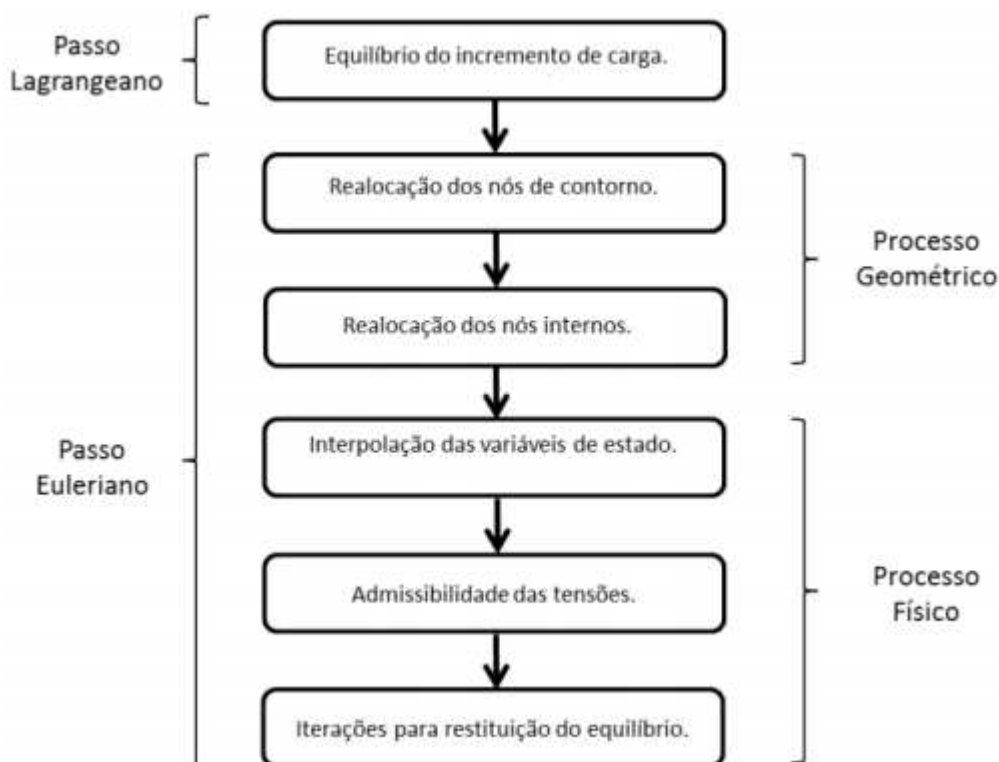 Passo
Lagrangeano
Equilíbrio do incremento de carga.
Realocação dos nós de contorno.
Processo
Geométrico
Realocação dos nós internos.
Passo
Euleriano
Interpolação das variáveis de estado.
Admissibilidade das tensões.
Processo
Físico
Iterações para restituição do equilíbrio.